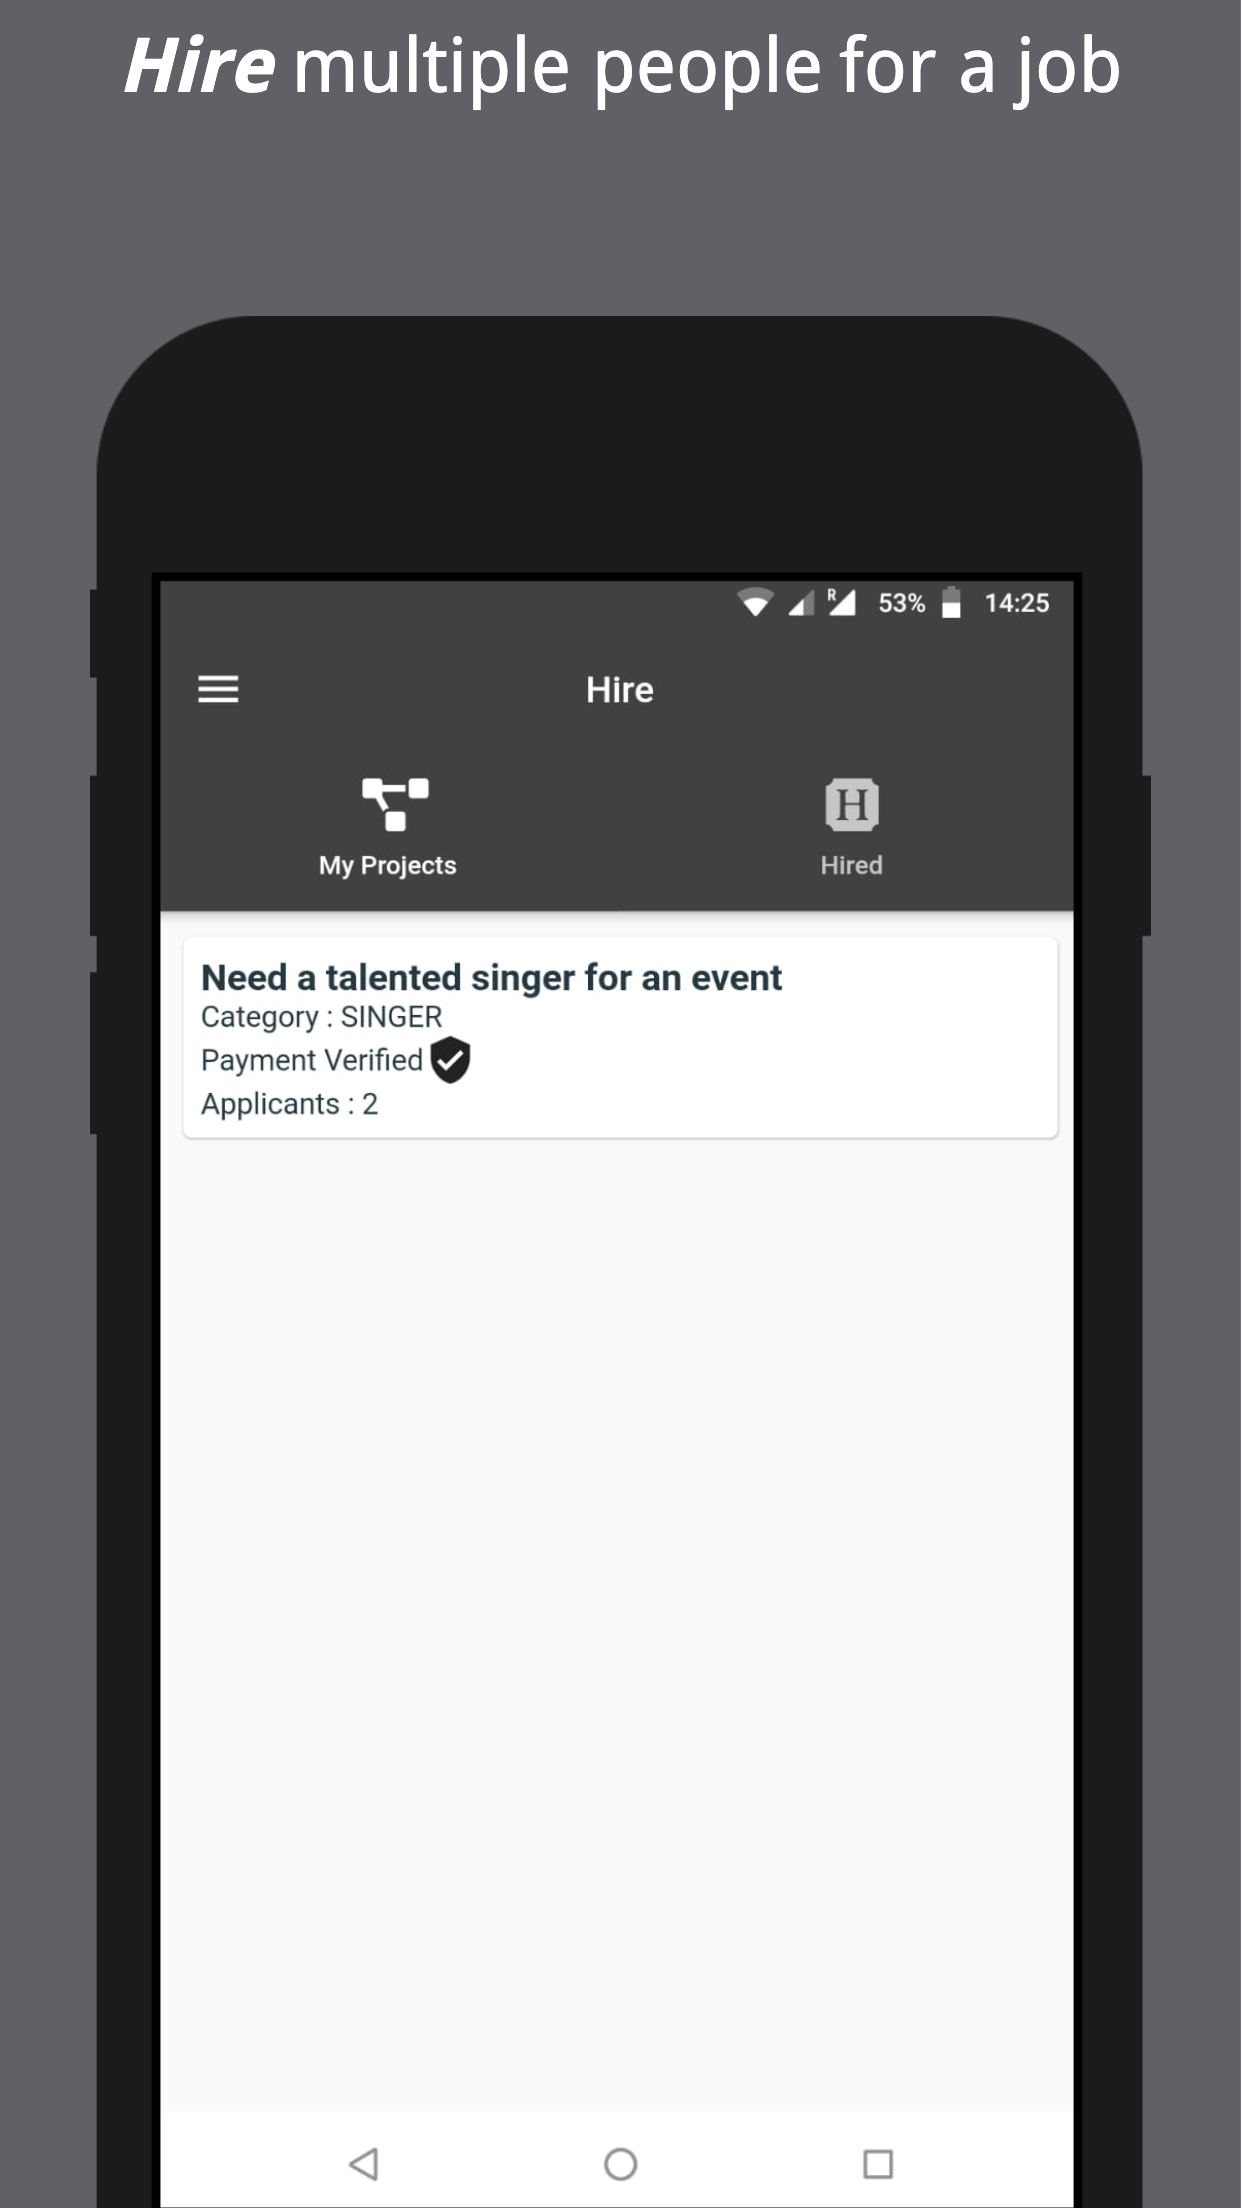 Hire multiple people for a job
R 53% 14:25
Hire
H
My Projects Hired
Need a talented singer for an event
Category : SINGER
Payment Verified
Applicants : 2